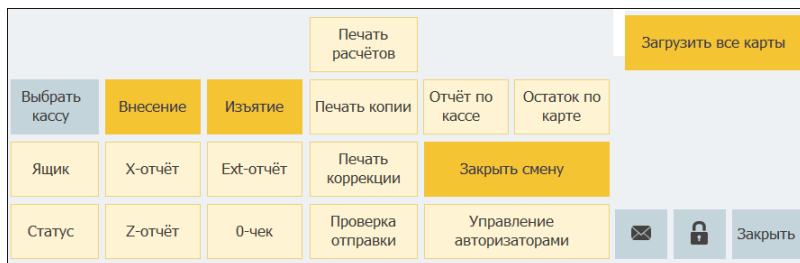 Печать
расчётов
Загрузить все карты
Выбрать
кассу
Внесение
Изъятие
Печать копии
Отчёт по
кассе
Остаток по
карте
Ящик
X-отчёт
Ext-отчёт
Печать
коррекции
Закрыть смену
Статус
Z-отчёт
0-чек
Проверка
отправки
Управление
авторизаторами
Закрыть